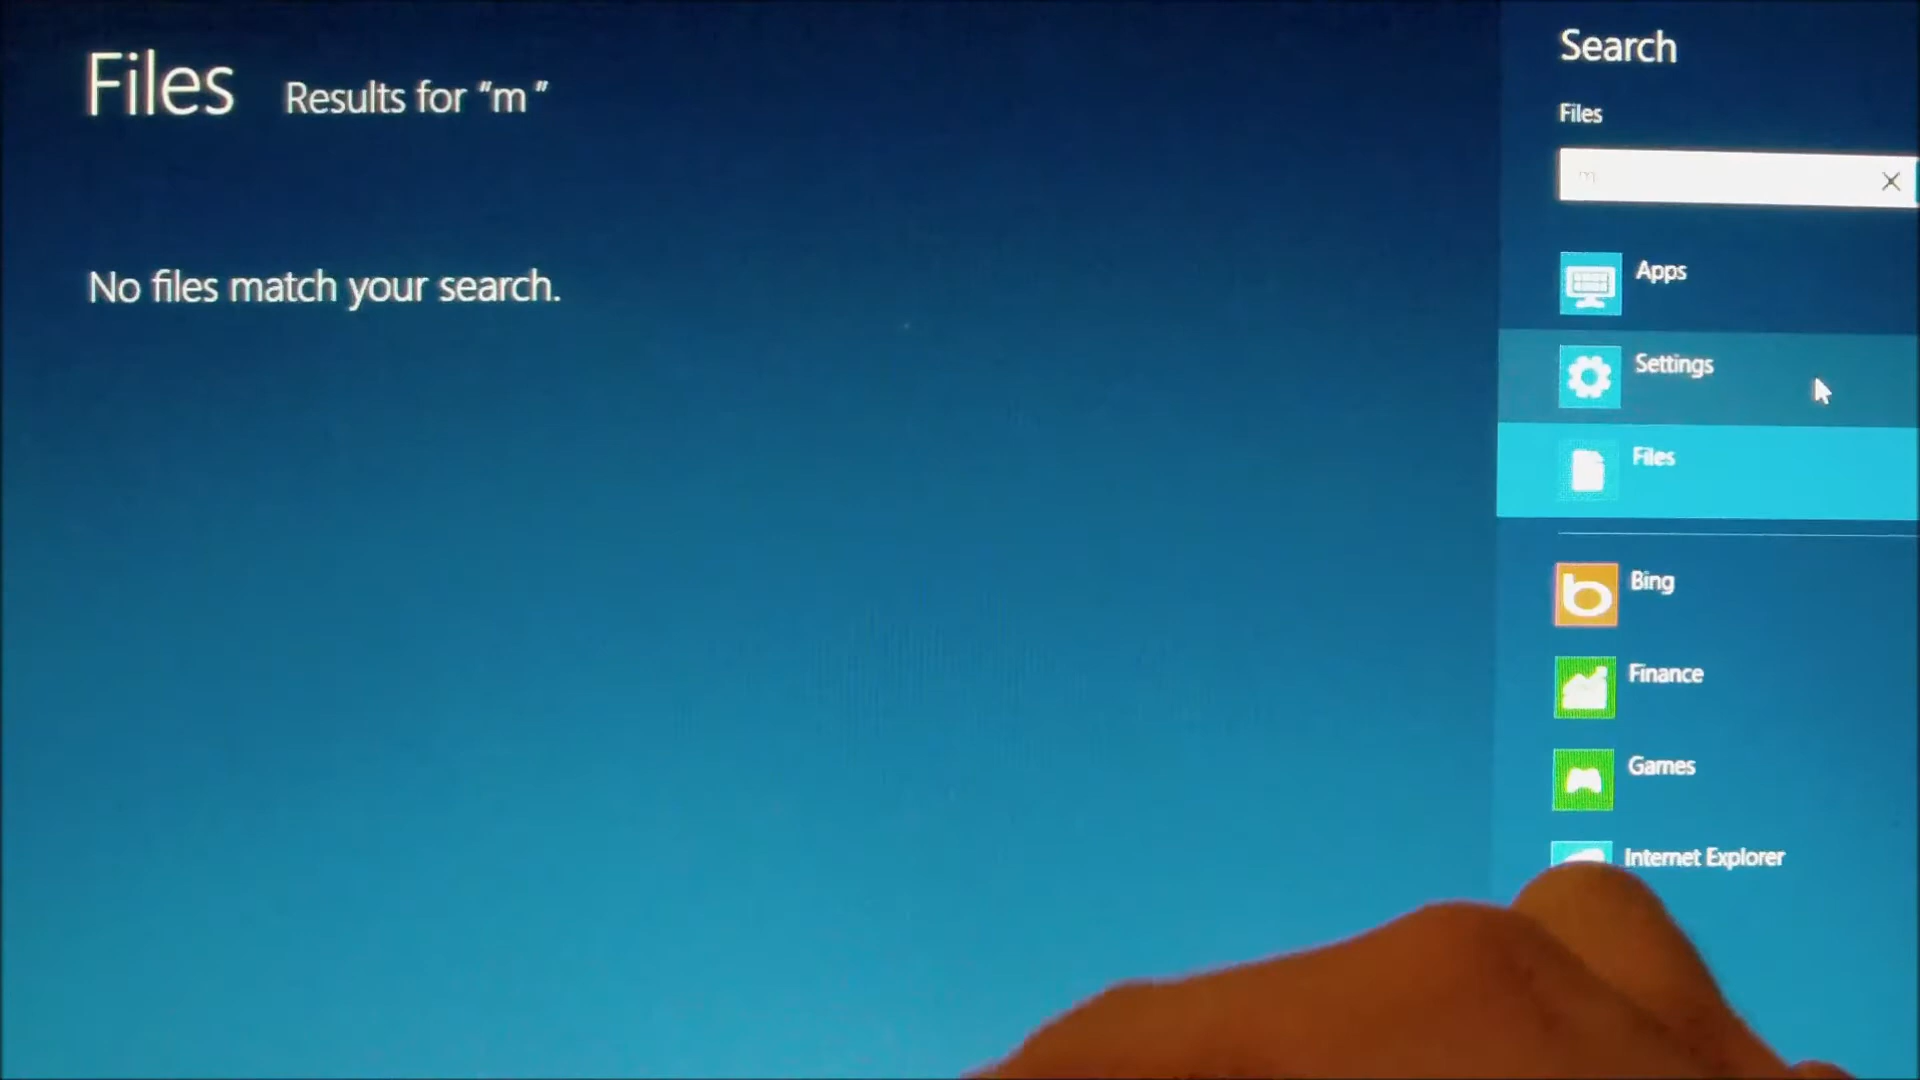 Files Results for "m"
No files match your search.
Search
Files
m
Apps
Settings
Files
Bing
Finance
Games
Internet Explorer